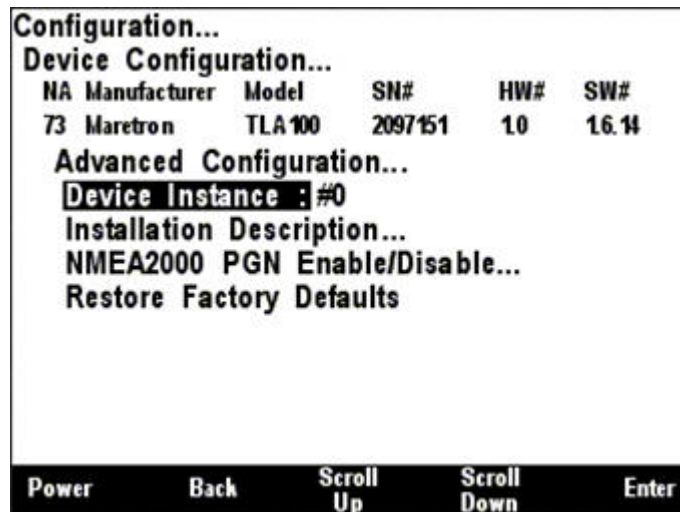 Configuration...
Device Configuration...
NA Manufacturer Model SN# HW# SW#
73 Maretron TLA100 2097151 1.0 1.6.14
Advanced Configuration...
Device Instance : #0
Installation Description...
NMEA2000 PGN Enable/Disable...
Restore Factory Defaults
Power Back Scroll Up Scroll Down Enter